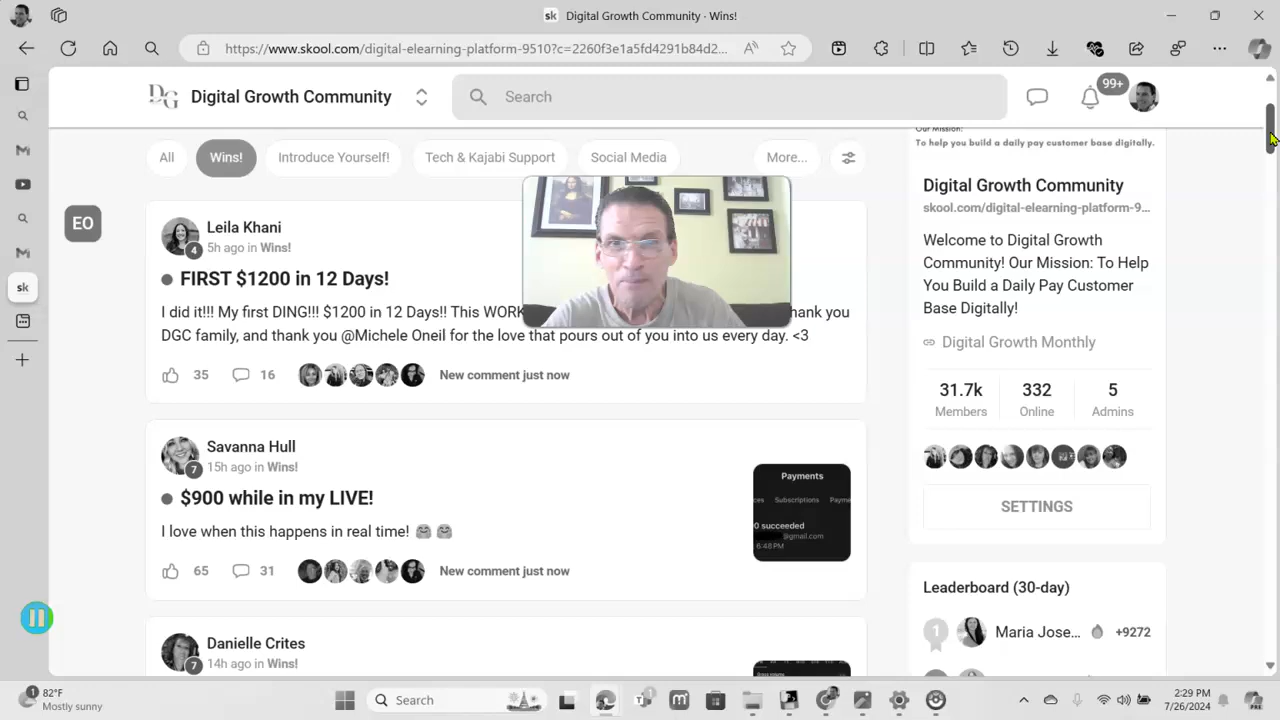 sk Digital Growth Community · Wins!
https://www.skool.com/digital-elearning-platform-9510?c=2260f3e1a5fd4291b84d2...
DG Digital Growth Community
Search
99+
All
Wins!
Introduce Yourself!
Tech & Kajabi Support
Social Media
More...
Our Mission:
To help you build a daily pay customer base digitally.
EO
sk
Leila Khani
4
5h ago in Wins!
FIRST $1200 in 12 Days!
I did it!!! My first DING!!! $1200 in 12 Days!! This WORK
hank you
DGC family, and thank you @Michele Oneil for the love that pours out of you into us every day. <3
35
16
New comment just now
Savanna Hull
7
15h ago in Wins!
$900 while in my LIVE!
I love when this happens in real time!
65
31
New comment just now
Payments
ces Subscriptions Payme
0 succeeded
@gmail.com
6:48 PM
Danielle Crites
7
14h ago in Wins!
Digital Growth Community
skool.com/digital-elearning-platform-9...
Welcome to Digital Growth
Community! Our Mission: To Help
You Build a Daily Pay Customer
Base Digitally!
Digital Growth Monthly
31.7k
Members
332
Online
5
Admins
SETTINGS
Leaderboard (30-day)
1
Maria Jose...
+9272
1
82°F
Mostly sunny
Search
2:29 PM
7/26/2024